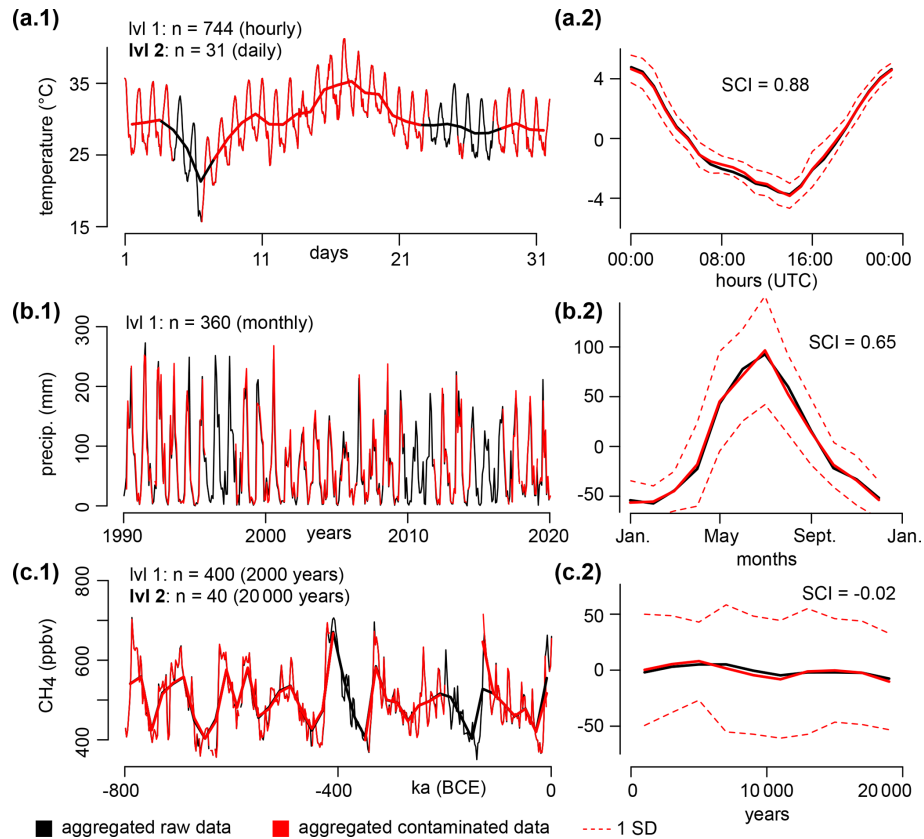 (a.1)
lvl 1: n = 744 (hourly)
lvl 2: n = 31 (daily)
temperature (°C)
35
25
15
1
11
21
31
days
(a.2)
SCI = 0.88
4
0
-4
00:00
08:00
16:00
00:00
hours (UTC)
(b.1)
lvl 1: n = 360 (monthly)
precip. (mm)
300
200
100
0
1990
2000
2010
2020
years
(b.2)
SCI = 0.65
100
50
0
-50
Jan.
May
Sept.
Jan.
months
(c.1)
lvl 1: n = 400 (2000 years)
lvl 2: n = 40 (20 000 years)
CH4 (ppbv)
800
600
400
-800
-400
0
ka (BCE)
(c.2)
SCI = -0.02
50
0
-50
0
10 000
20 000
years
aggregated raw data
aggregated contaminated data
1 SD